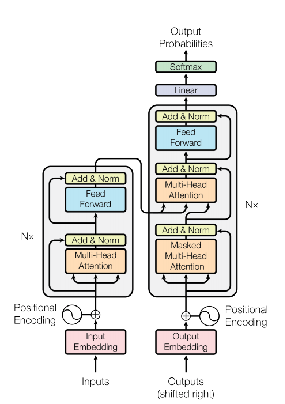 Output
Probabilities
Softmax
Linear
Add & Norm
Feed
Forward
Add & Norm
Multi-Head
Attention
Add & Norm
Masked
Multi-Head
Attention
N×
Add & Norm
Feed
Forward
Add & Norm
Multi-Head
Attention
N×
Positional
Encoding
Positional
Encoding
Input
Embedding
Output
Embedding
Inputs
Outputs
(shifted right)